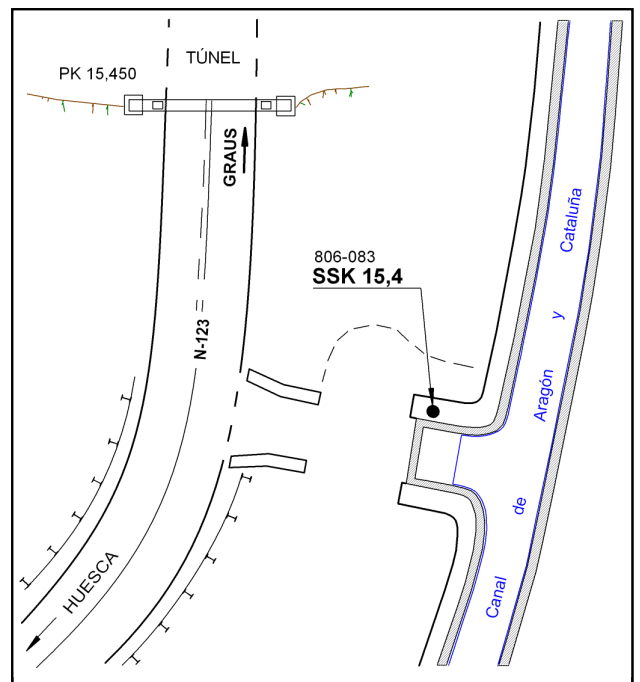 TÚNEL
PK 15,450
GRAUS
806-083
SSK 15,4
N-123
HUESCA
Canal
de
Aragón
y
Cataluña